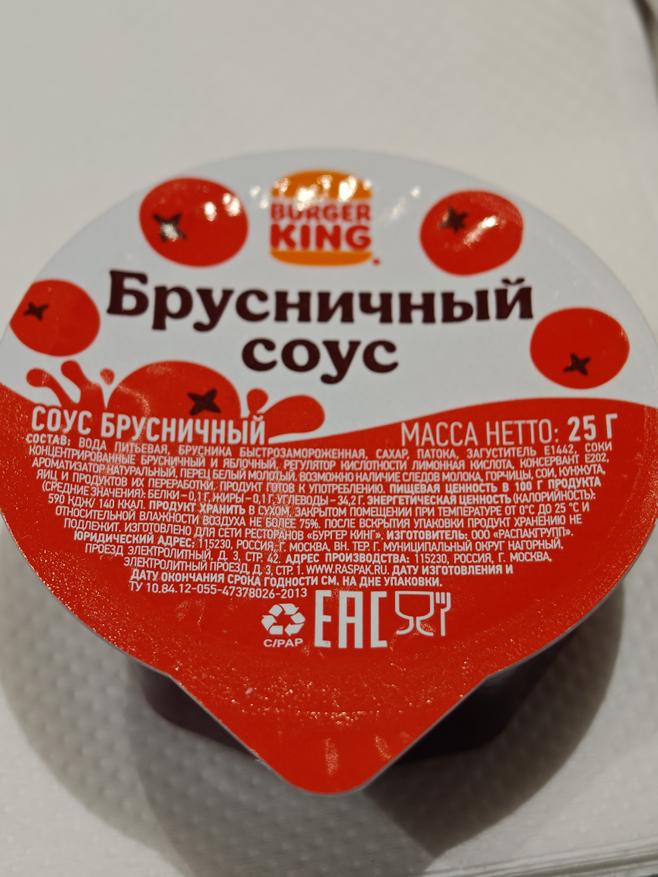 BURGER
KING
Брусничный
соус
СОУС БРУСНИЧНЫЙ
МАССА НЕТТО: 25 Г
СОСТАВ: ВОДА ПИТЬЕВАЯ, БРУСНИКА БЫСТРОЗАМОРОЖЕННАЯ, САХАР, ПАТОКА, ЗАГУСТИТЕЛЬ Е1442, СОКИ
КОНЦЕНТРИРОВАННЫЕ БРУСНИЧНЫЙ И ЯБЛОЧНЫЙ, РЕГУЛЯТОР КИСЛОТНОСТИ ЛИМОННАЯ КИСЛОТА, КОНСЕРВАНТ Е202,
АРОМАТИЗАТОР НАТУРАЛЬНЫЙ, ПЕРЕЦ БЕЛЫЙ МОЛОТЫЙ. ВОЗМОЖНО НАЛИЧИЕ СЛЕДОВ МОЛОКА, ГОРЧИЦЫ, СОИ, КУНЖУТА,
ЯИЦ И ПРОДУКТОВ ИХ ПЕРЕРАБОТКИ. ПРОДУКТ ГОТОВ К УПОТРЕБЛЕНИЮ. ПИЩЕВАЯ ЦЕННОСТЬ В 100 Г ПРОДУКТА
(СРЕДНИЕ ЗНАЧЕНИЯ): БЕЛКИ – 0,1 Г, ЖИРЫ – 0,1 Г, УГЛЕВОДЫ – 34,2 Г. ЭНЕРГЕТИЧЕСКАЯ ЦЕННОСТЬ (КАЛОРИЙНОСТЬ):
590 КДЖ/ 140 ККАЛ. ПРОДУКТ ХРАНИТЬ В СУХОМ, ЗАКРЫТОМ ПОМЕЩЕНИИ ПРИ ТЕМПЕРАТУРЕ ОТ 0°С ДО 25 °С И
ОТНОСИТЕЛЬНОЙ ВЛАЖНОСТИ ВОЗДУХА НЕ БОЛЕЕ 75%. ПОСЛЕ ВСКРЫТИЯ УПАКОВКИ ПРОДУКТ ХРАНЕНИЮ НЕ
ПОДЛЕЖИТ. ИЗГОТОВЛЕНО ДЛЯ СЕТИ РЕСТОРАНОВ «БУРГЕР КИНГ». ИЗГОТОВИТЕЛЬ: ООО «РАСПАКГРУПП».
ЮРИДИЧЕСКИЙ АДРЕС: 115230, РОССИЯ, Г. МОСКВА, ВН. ТЕР. Г. МУНИЦИПАЛЬНЫЙ ОКРУГ НАГОРНЫЙ,
ПРОЕЗД ЭЛЕКТРОЛИТНЫЙ, Д. 3, СТР. 42. АДРЕС ПРОИЗВОДСТВА: 115230, РОССИЯ, Г. МОСКВА,
ЭЛЕКТРОЛИТНЫЙ ПРОЕЗД, Д. 3, СТР. 1. WWW.RASPAK.RU. ДАТУ ИЗГОТОВЛЕНИЯ И
ДАТУ ОКОНЧАНИЯ СРОКА ГОДНОСТИ СМ. НА ДНЕ УПАКОВКИ.
ТУ 10.84.12-055-47378026-2013
C/PAP
EAC